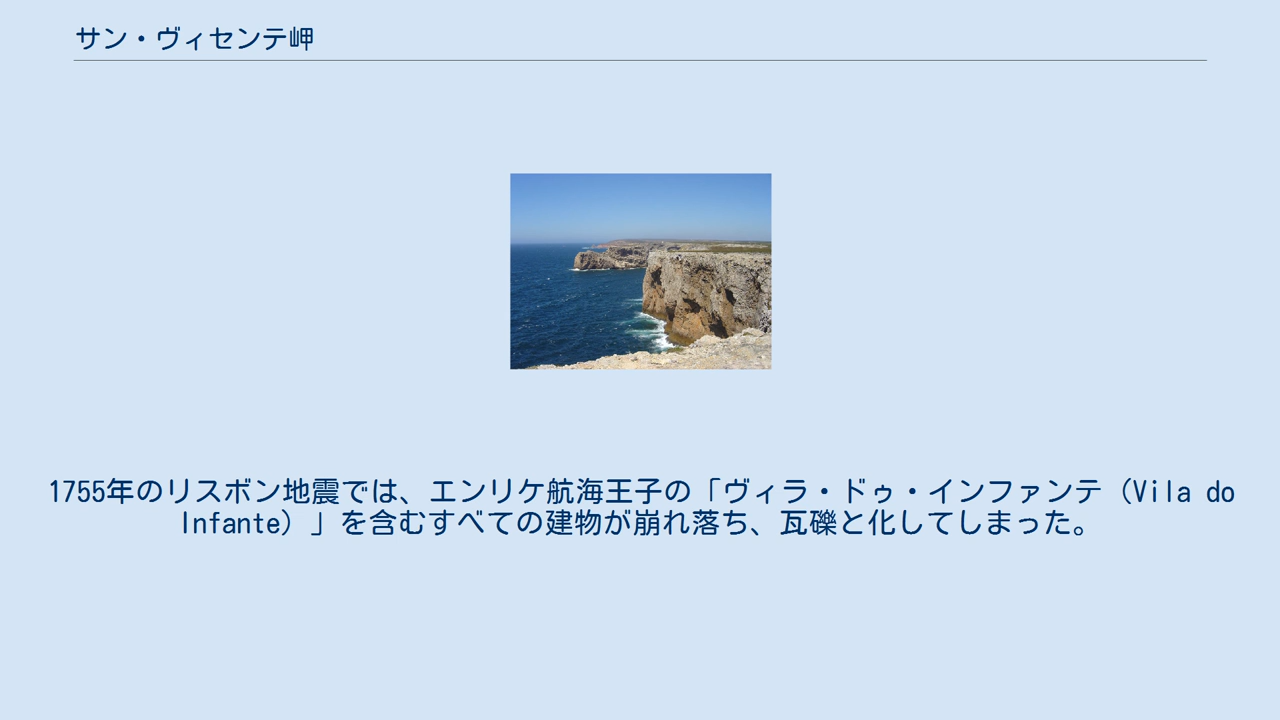 サン・ヴィセンテ岬
1755年のリスボン地震では、エンリケ航海王子の「ヴィラ・ドゥ・インファンテ（Vila do
Infante）」を含むすべての建物が崩れ落ち、瓦礫と化してしまった。